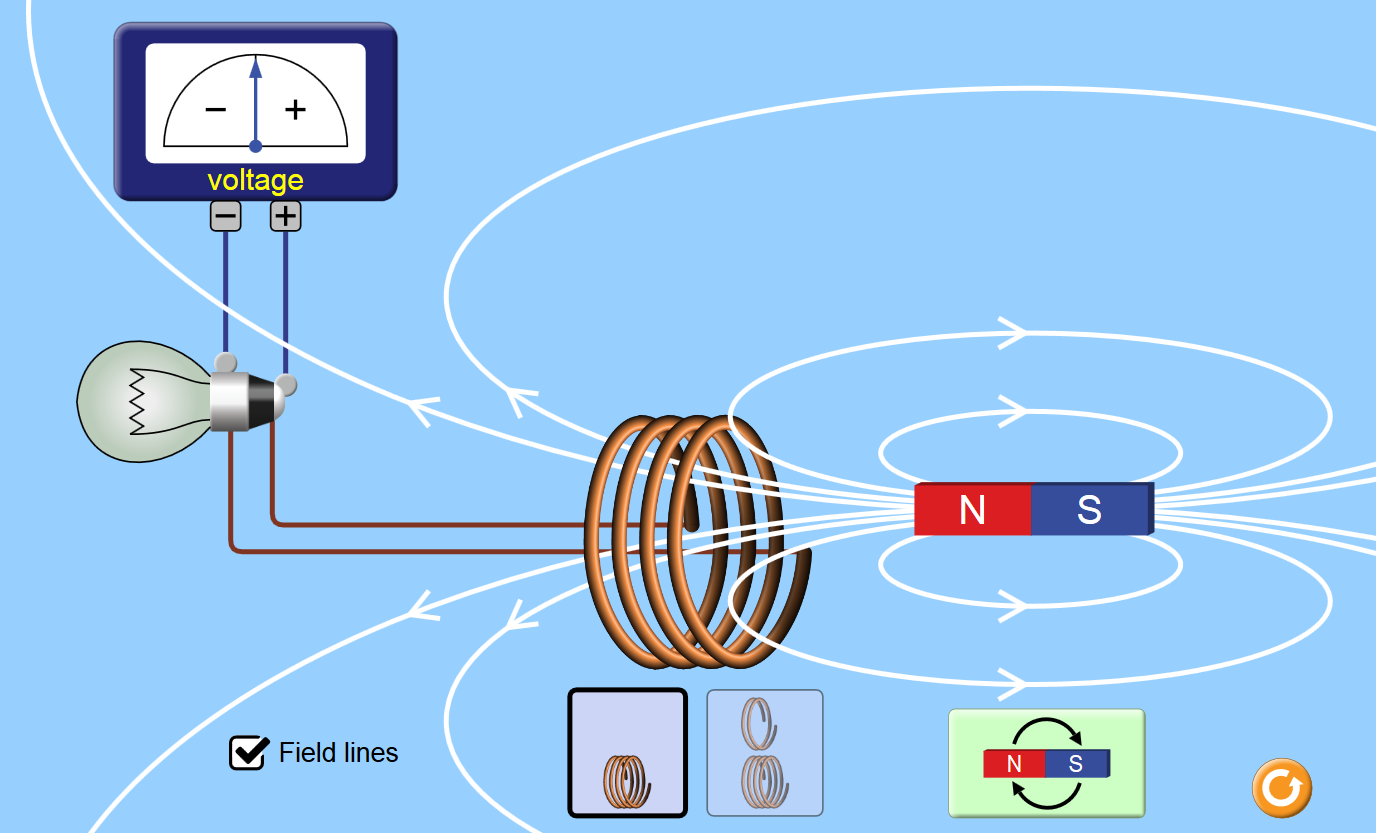 − +
voltage
− +
N S
Field lines
N S